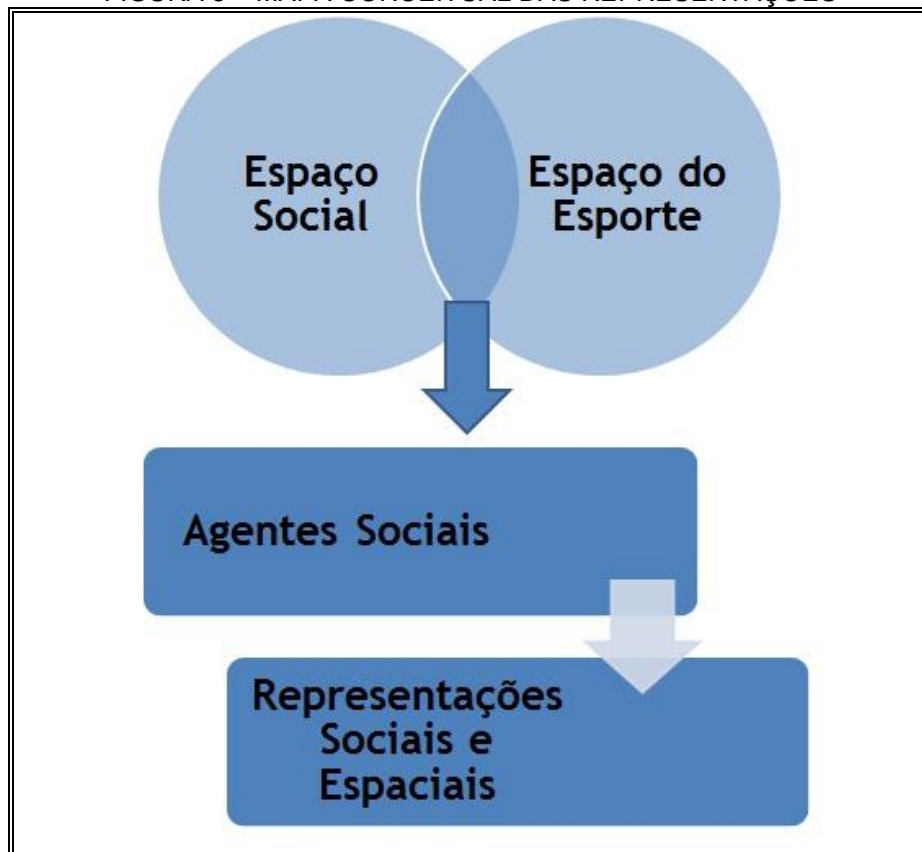 Espaço
Social
Espaço do
Esporte
Agentes Sociais
Representações
Sociais e
Espaciais